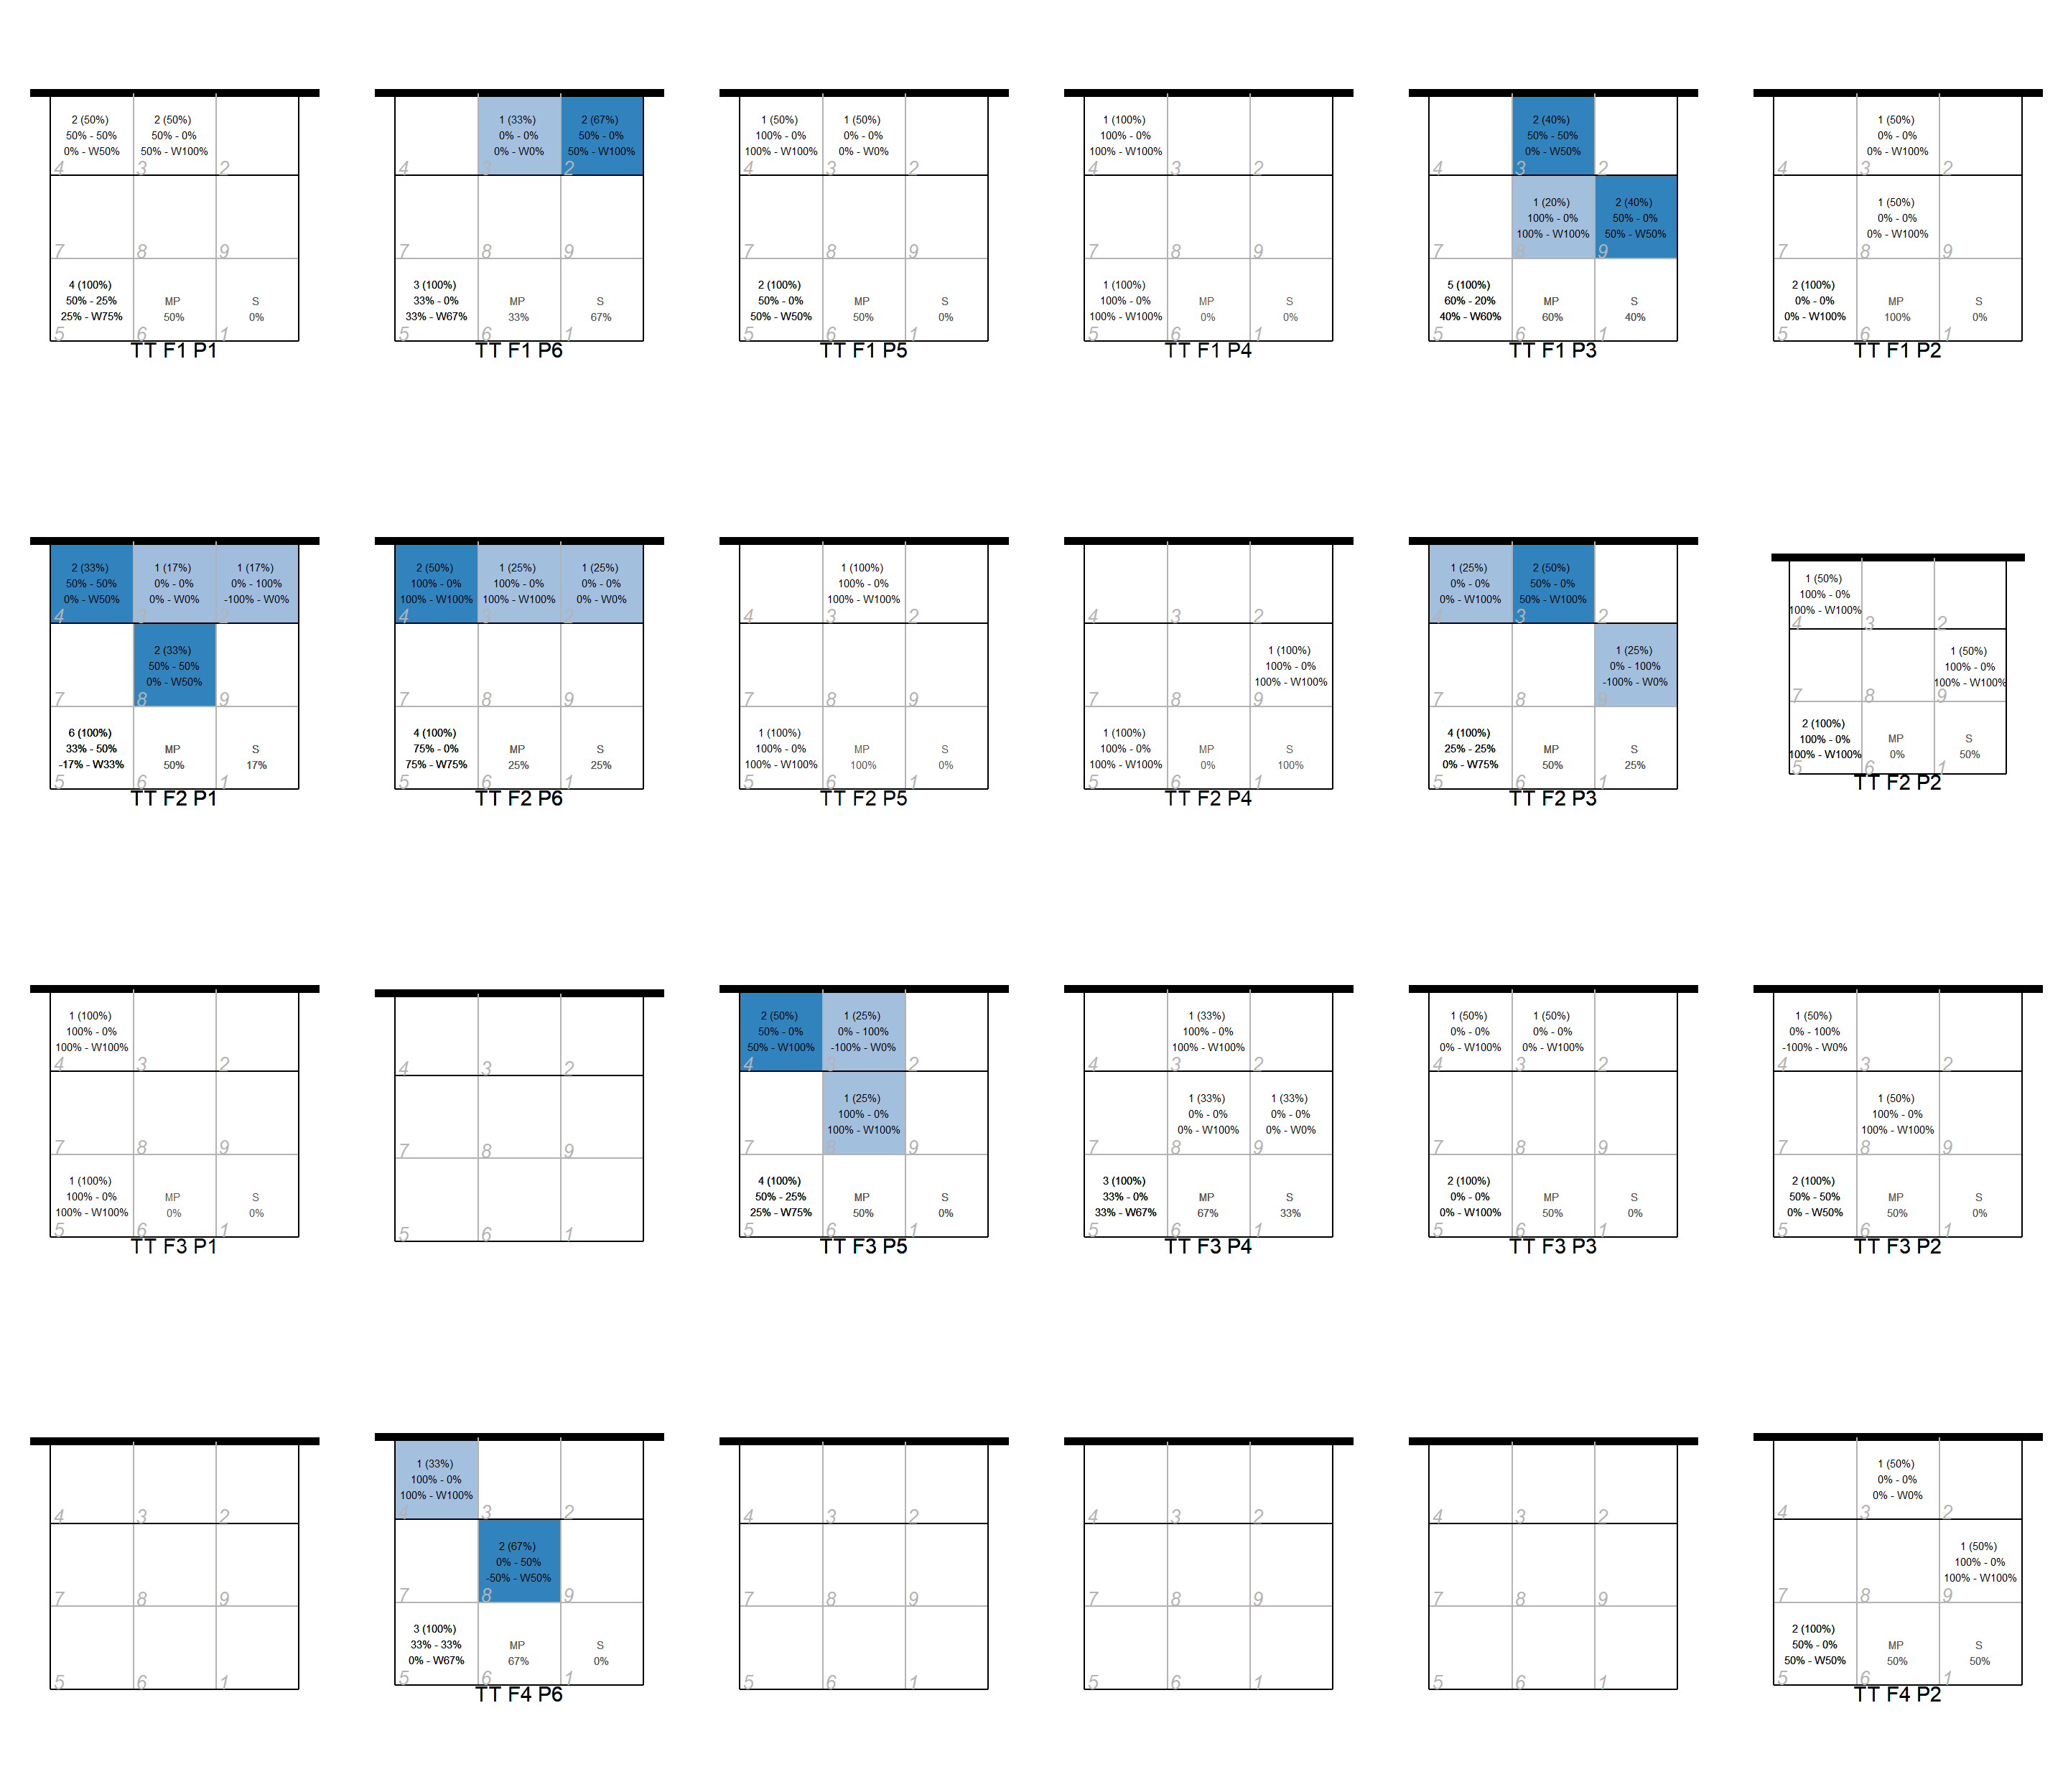 2 (50%)
50% - 50%
0% - W50%
4
2 (50%)
50% - 0%
50% - W100%
3
2
7
8
9
4 (100%)
50% - 25%
25% - W75%
5
MP
50%
6
S
0%
1
TT F1 P1
4
1 (33%)
0% - 0%
0% - W0%
3
2 (67%)
50% - 0%
50% - W100%
2
7
8
9
3 (100%)
33% - 0%
33% - W67%
5
MP
33%
6
S
67%
1
TT F1 P6
1 (50%)
100% - 0%
100% - W100%
4
1 (50%)
0% - 0%
0% - W0%
3
2
7
8
9
2 (100%)
50% - 0%
50% - W50%
5
MP
50%
6
S
0%
1
TT F1 P5
1 (100%)
100% - 0%
100% - W100%
4
3
2
7
8
9
1 (100%)
100% - 0%
100% - W100%
5
MP
0%
6
S
0%
1
TT F1 P4
4
2 (40%)
50% - 50%
0% - W50%
3
2
7
1 (20%)
100% - 0%
100% - W100%
8
2 (40%)
50% - 0%
50% - W50%
9
5 (100%)
60% - 20%
40% - W60%
5
MP
60%
6
S
40%
1
TT F1 P3
4
1 (50%)
0% - 0%
0% - W100%
3
2
7
1 (50%)
0% - 0%
0% - W100%
8
9
2 (100%)
0% - 0%
0% - W100%
5
MP
100%
6
S
0%
1
TT F1 P2
2 (33%)
50% - 50%
0% - W50%
4
1 (17%)
0% - 0%
0% - W0%
3
1 (17%)
0% - 100%
-100% - W0%
2
7
2 (33%)
50% - 50%
0% - W50%
8
9
6 (100%)
33% - 50%
-17% - W33%
5
MP
50%
6
S
17%
1
TT F2 P1
2 (50%)
100% - 0%
100% - W100%
4
1 (25%)
100% - 0%
100% - W100%
3
1 (25%)
0% - 0%
0% - W0%
2
7
8
9
4 (100%)
75% - 0%
75% - W75%
5
MP
25%
6
S
25%
1
TT F2 P6
4
1 (100%)
100% - 0%
100% - W100%
3
2
7
8
9
1 (100%)
100% - 0%
100% - W100%
5
MP
100%
6
S
0%
1
TT F2 P5
4
3
2
7
8
1 (100%)
100% - 0%
100% - W100%
9
1 (100%)
100% - 0%
100% - W100%
5
MP
0%
6
S
100%
1
TT F2 P4
1 (25%)
0% - 0%
0% - W100%
4
2 (50%)
50% - 0%
50% - W100%
3
2
7
8
1 (25%)
0% - 100%
-100% - W0%
9
4 (100%)
25% - 25%
0% - W75%
5
MP
50%
6
S
25%
1
TT F2 P3
1 (50%)
100% - 0%
100% - W100%
4
3
2
7
8
1 (50%)
100% - 0%
100% - W100%
9
2 (100%)
100% - 0%
100% - W100%
5
MP
0%
6
S
50%
1
TT F2 P2
1 (100%)
100% - 0%
100% - W100%
4
3
2
7
8
9
1 (100%)
100% - 0%
100% - W100%
5
MP
0%
6
S
0%
1
TT F3 P1
4
3
2
7
8
9
5
6
1
2 (50%)
50% - 0%
50% - W100%
4
1 (25%)
0% - 100%
-100% - W0%
3
2
7
1 (25%)
100% - 0%
100% - W100%
8
9
4 (100%)
50% - 25%
25% - W75%
5
MP
50%
6
S
0%
1
TT F3 P5
4
1 (33%)
100% - 0%
100% - W100%
3
2
7
1 (33%)
0% - 0%
0% - W100%
8
1 (33%)
0% - 0%
0% - W0%
9
3 (100%)
33% - 0%
33% - W67%
5
MP
67%
6
S
33%
1
TT F3 P4
1 (50%)
0% - 0%
0% - W100%
4
1 (50%)
0% - 0%
0% - W100%
3
2
7
8
9
2 (100%)
0% - 0%
0% - W100%
5
MP
50%
6
S
0%
1
TT F3 P3
1 (50%)
0% - 100%
-100% - W0%
4
3
2
7
1 (50%)
100% - 0%
100% - W100%
8
9
2 (100%)
50% - 50%
0% - W50%
5
MP
50%
6
S
0%
1
TT F3 P2
4
3
2
7
8
9
5
6
1
1 (33%)
100% - 0%
100% - W100%
4
3
2
7
2 (67%)
0% - 50%
-50% - W50%
8
9
3 (100%)
33% - 33%
0% - W67%
5
MP
67%
6
S
0%
1
TT F4 P6
4
3
2
7
8
9
5
6
1
4
3
2
7
8
9
5
6
1
4
3
2
7
8
9
5
6
1
4
1 (50%)
0% - 0%
0% - W0%
3
2
7
8
1 (50%)
100% - 0%
100% - W100%
9
2 (100%)
50% - 0%
50% - W50%
5
MP
50%
6
S
50%
1
TT F4 P2